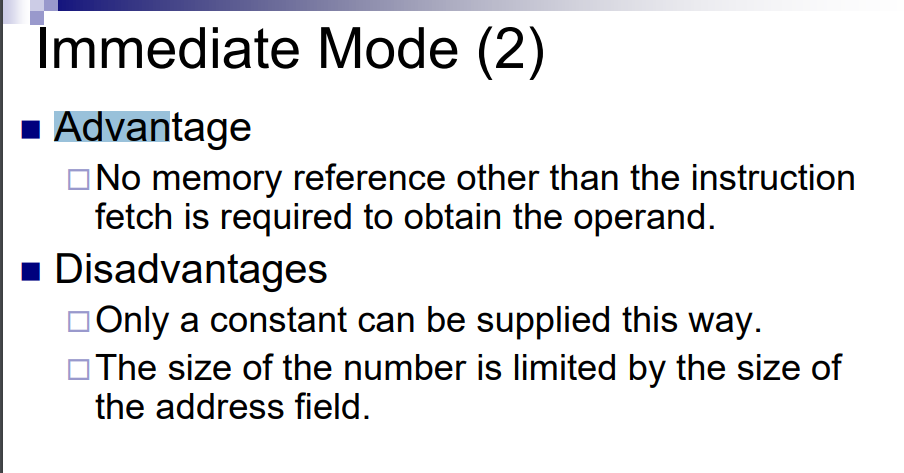 Immediate Mode (2)
Advantage
No memory reference other than the instruction
fetch is required to obtain the operand.
Disadvantages
Only a constant can be supplied this way.
The size of the number is limited by the size of
the address field.